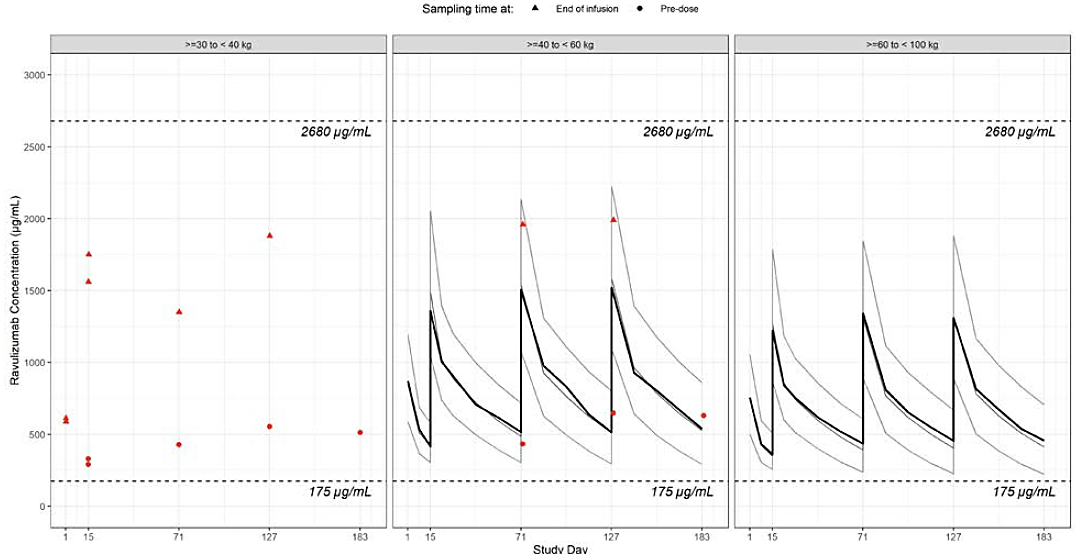 Sampling time at: ▲ End of infusion ● Pre-dose
>=30 to < 40 kg
>=40 to < 60 kg
>=60 to < 100 kg
Ravulizumab Concentration (µg/mL)
3000
2500
2000
1500
1000
500
0
2680 µg/mL
2680 µg/mL
2680 µg/mL
175 µg/mL
175 µg/mL
175 µg/mL
1 15 71 127 183
1 15 71 127 183
1 15 71 127 183
Study Day